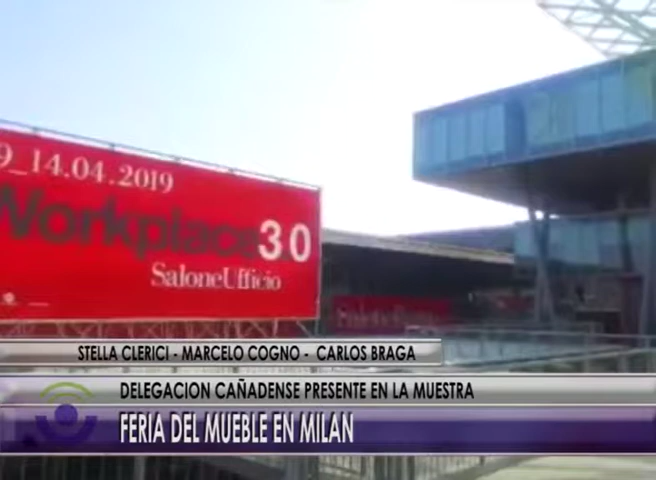 9_14.04.2019
Workplace3.0
SaloneUfficio
STELLA CLERICI - MARCELO COGNO - CARLOS BRAGA
DELEGACION CAÑADENSE PRESENTE EN LA MUESTRA
FERIA DEL MUEBLE EN MILAN